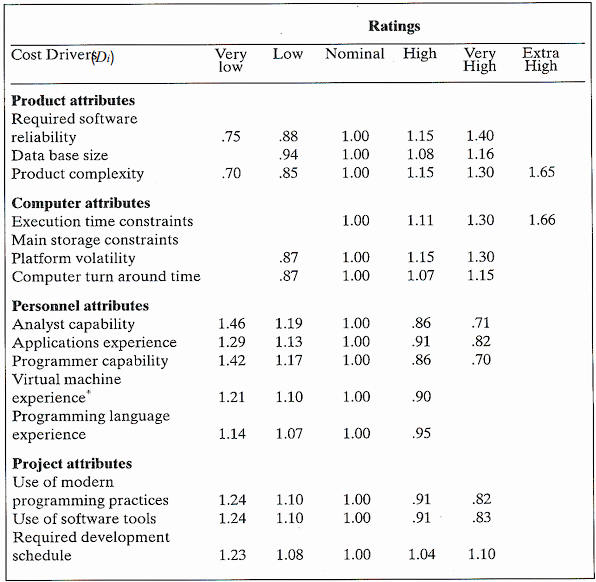 Ratings
Cost Drivers(Di) Very low Low Nominal High Very High Extra High
Product attributes
Required software
reliability .75 .88 1.00 1.15 1.40
Data base size .94 1.00 1.08 1.16
Product complexity .70 .85 1.00 1.15 1.30 1.65
Computer attributes
Execution time constraints 1.00 1.11 1.30 1.66
Main storage constraints
Platform volatility .87 1.00 1.15 1.30
Computer turn around time .87 1.00 1.07 1.15
Personnel attributes
Analyst capability 1.46 1.19 1.00 .86 .71
Applications experience 1.29 1.13 1.00 .91 .82
Programmer capability 1.42 1.17 1.00 .86 .70
Virtual machine
experience* 1.21 1.10 1.00 .90
Programming language
experience 1.14 1.07 1.00 .95
Project attributes
Use of modern
programming practices 1.24 1.10 1.00 .91 .82
Use of software tools 1.24 1.10 1.00 .91 .83
Required development
schedule 1.23 1.08 1.00 1.04 1.10